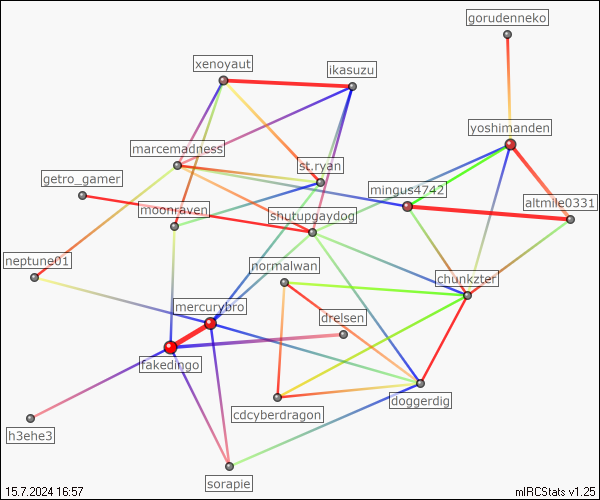 gorudenneko
xenoyaut
ikasuzu
yoshimanden
marcemadness
st.ryan
getro_gamer
mingus4742
altmile0331
moonraven
shutupgaydog
neptune01
normalwan
chunkzter
mercurybro
drelsen
fakedingo
doggerdig
cdcyberdragon
h3ehe3
sorapie
15.7.2024 16:57
mIRCStats v1.25